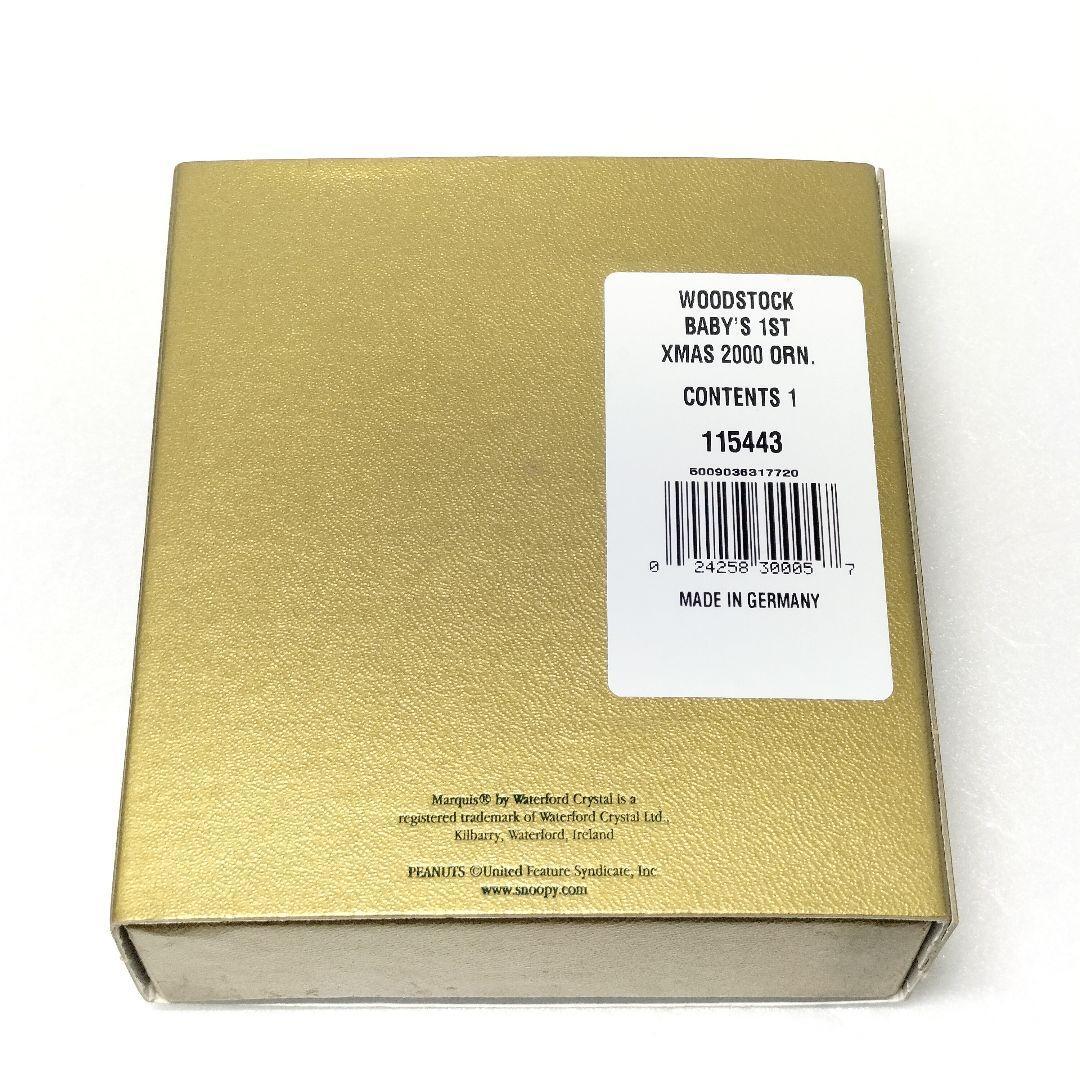 WOODSTOCK
BABY'S 1ST
XMAS 2000 ORN.
CONTENTS 1
115443
5009036317720
0 24258 30005 7
MADE IN GERMANY
Marquis® by Waterford Crystal is a
registered trademark of Waterford Crystal Ltd.,
Kilbarry, Waterford, Ireland
PEANUTS ©United Feature Syndicate, Inc
www.snoopy.com